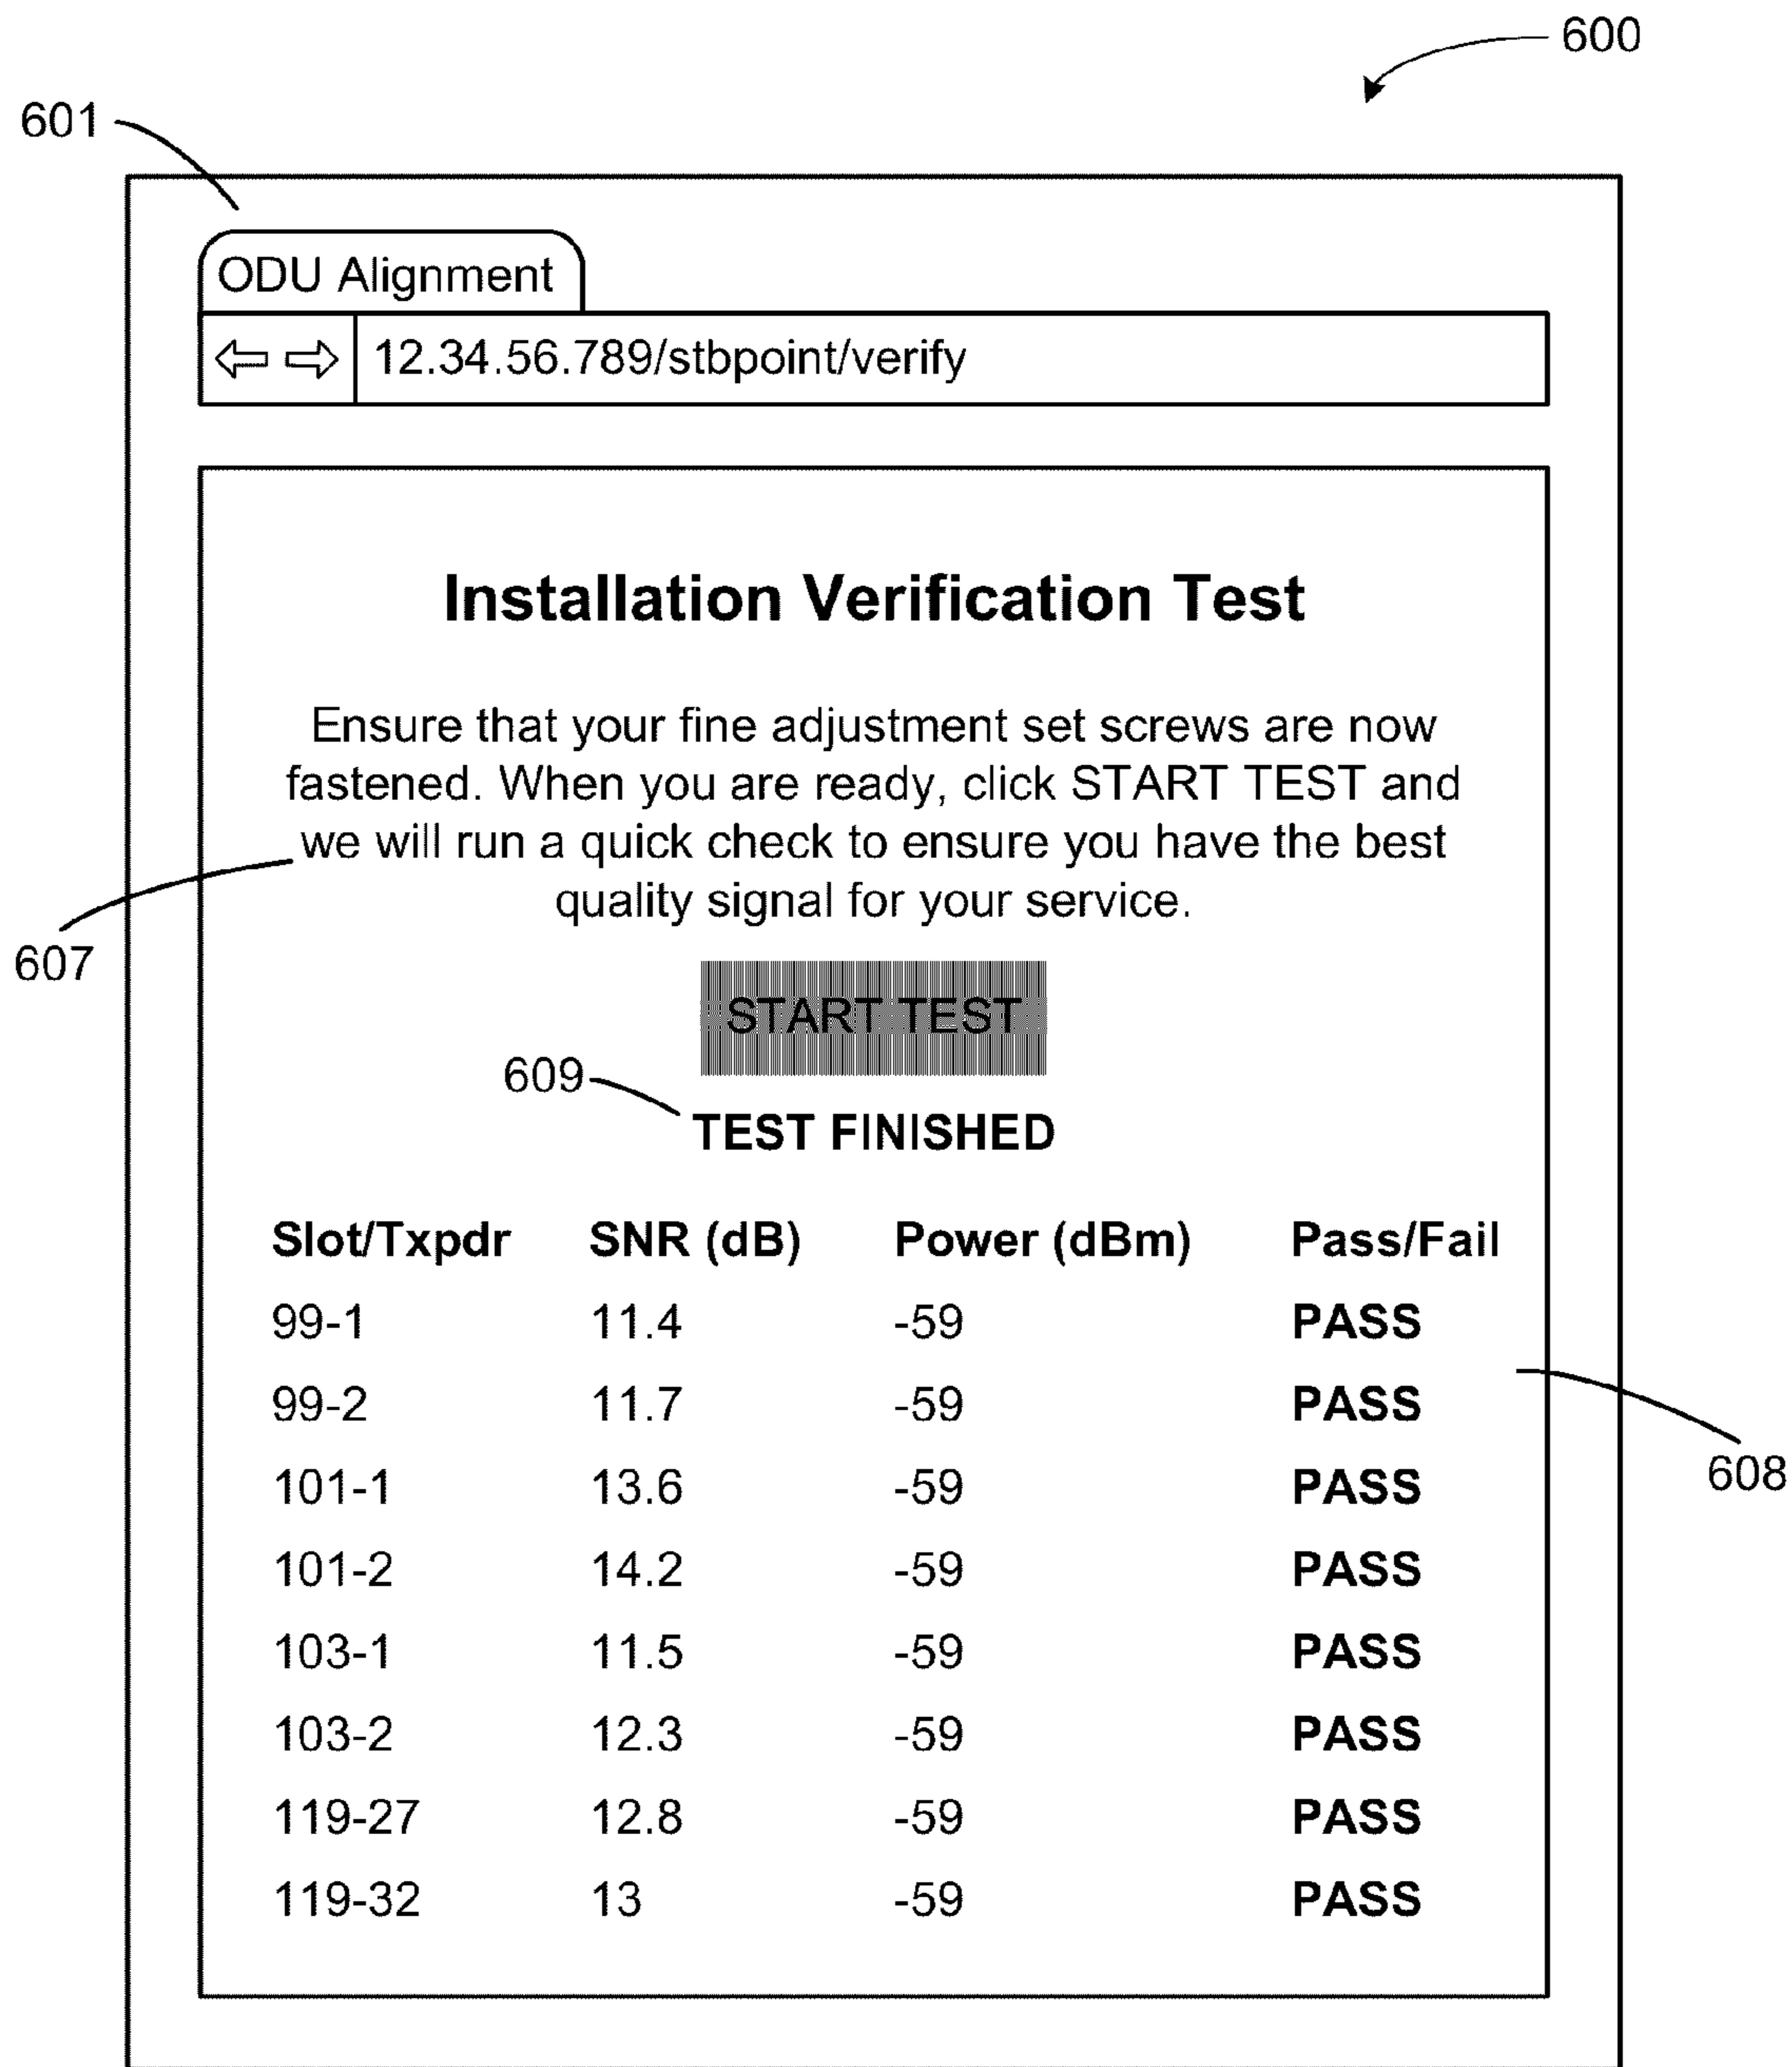 600
601
ODU Alignment
12.34.56.789/stbpoint/verify
Installation Verification Test
Ensure that your fine adjustment set screws are now
fastened. When you are ready, click START TEST and
we will run a quick check to ensure you have the best
quality signal for your service.
607
START TEST
609
TEST FINISHED
Slot/Txpdr SNR (dB) Power (dBm) Pass/Fail
99-1 11.4 -59 PASS
99-2 11.7 -59 PASS
608
101-1 13.6 -59 PASS
101-2 14.2 -59 PASS
103-1 11.5 -59 PASS
103-2 12.3 -59 PASS
119-27 12.8 -59 PASS
119-32 13 -59 PASS